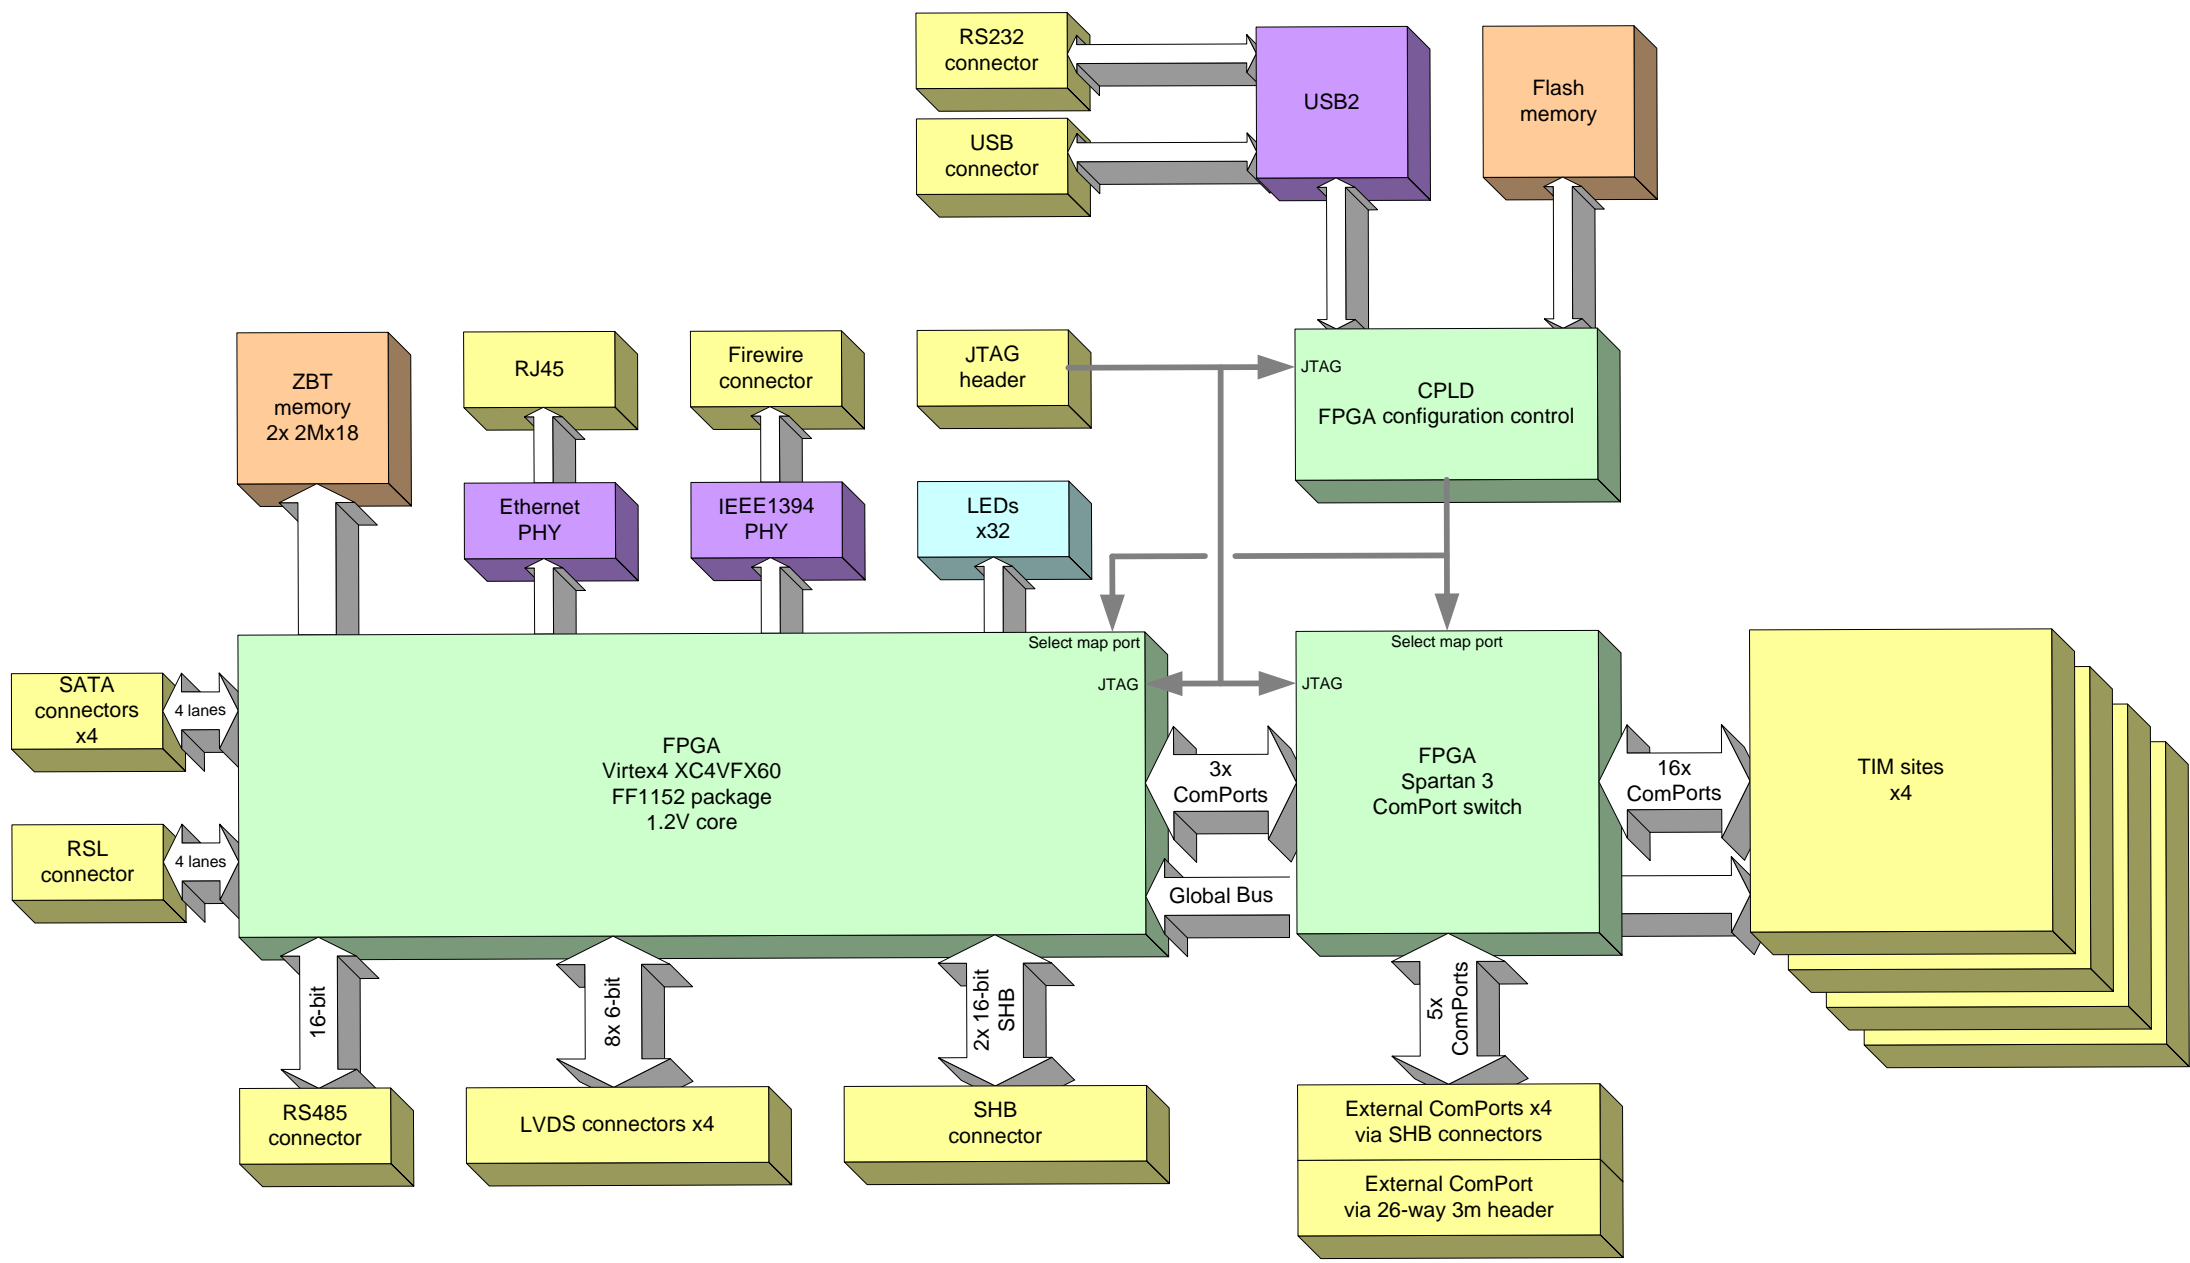 RS232
connector
USB2
Flash
memory
USB
connector
ZBT
memory
2x 2Mx18
RJ45
Firewire
connector
JTAG
header
JTAG
CPLD
FPGA configuration control
Ethernet
PHY
IEEE1394
PHY
LEDs
x32
Select map port
JTAG
Select map port
JTAG
SATA
connectors
x4
4 lanes
FPGA
Virtex4 XC4VFX60
FF1152 package
1.2V core
3x
ComPorts
FPGA
Spartan 3
ComPort switch
16x
ComPorts
TIM sites
x4
RSL
connector
4 lanes
Global Bus
16-bit
8x 6-bit
2x 16-bit
SHB
5x
ComPorts
RS485
connector
LVDS connectors x4
SHB
connector
External ComPorts x4
via SHB connectors
External ComPort
via 26-way 3m header